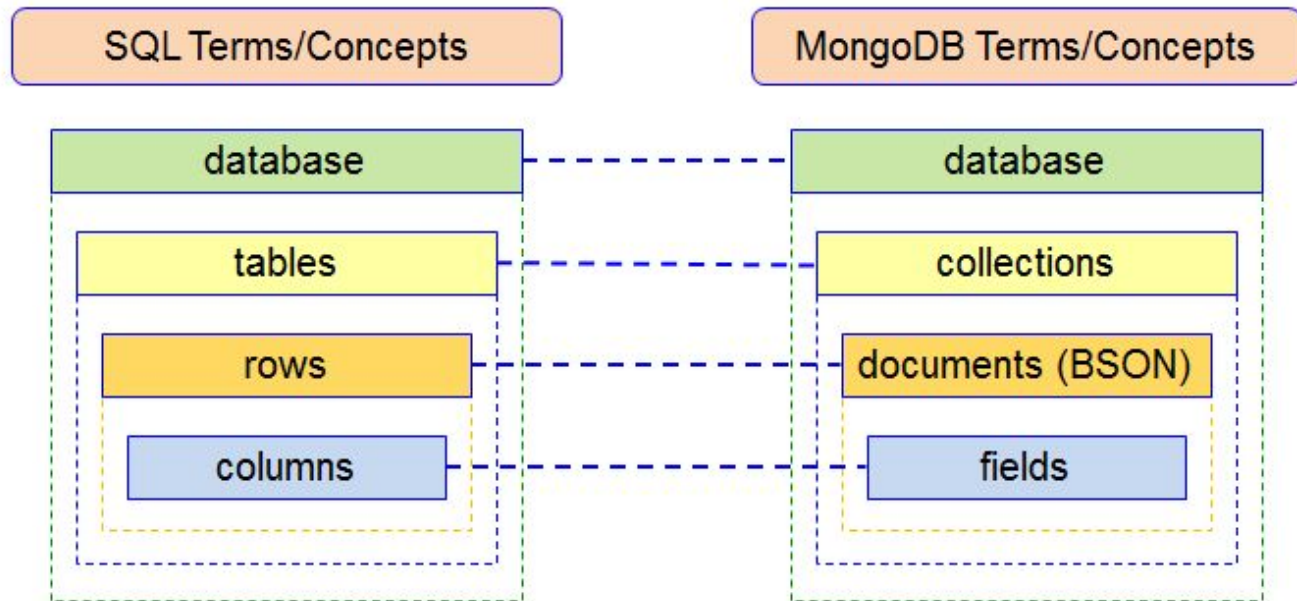 SQL Terms/Concepts
MongoDB Terms/Concepts
database
database
tables
collections
rows
documents (BSON)
columns
fields